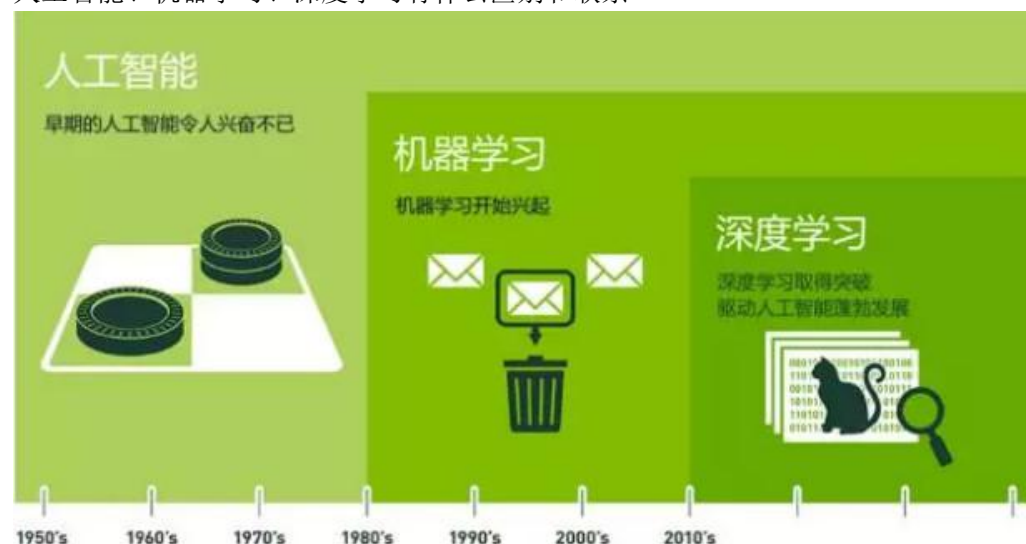 人工智能
早期的人工智能令人兴奋不已
机器学习
机器学习开始兴起
深度学习
深度学习取得突破
驱动人工智能蓬勃发展
1950's 1960's 1970's 1980's 1990's 2000's 2010's